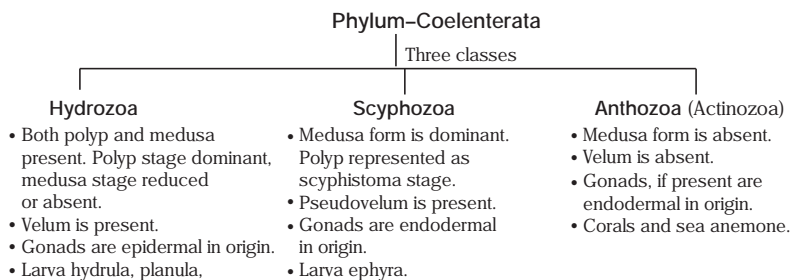 Phylum–Coelenterata
Three classes
Hydrozoa
• Both polyp and medusa
present. Polyp stage dominant,
medusa stage reduced
or absent.
• Velum is present.
• Gonads are epidermal in origin.
• Larva hydrula, planula,
Scyphozoa
• Medusa form is dominant.
Polyp represented as
scyphistoma stage.
• Pseudovelum is present.
• Gonads are endodermal
in origin.
• Larva ephyra.
Anthozoa (Actinozoa)
• Medusa form is absent.
• Velum is absent.
• Gonads, if present are
endodermal in origin.
• Corals and sea anemone.